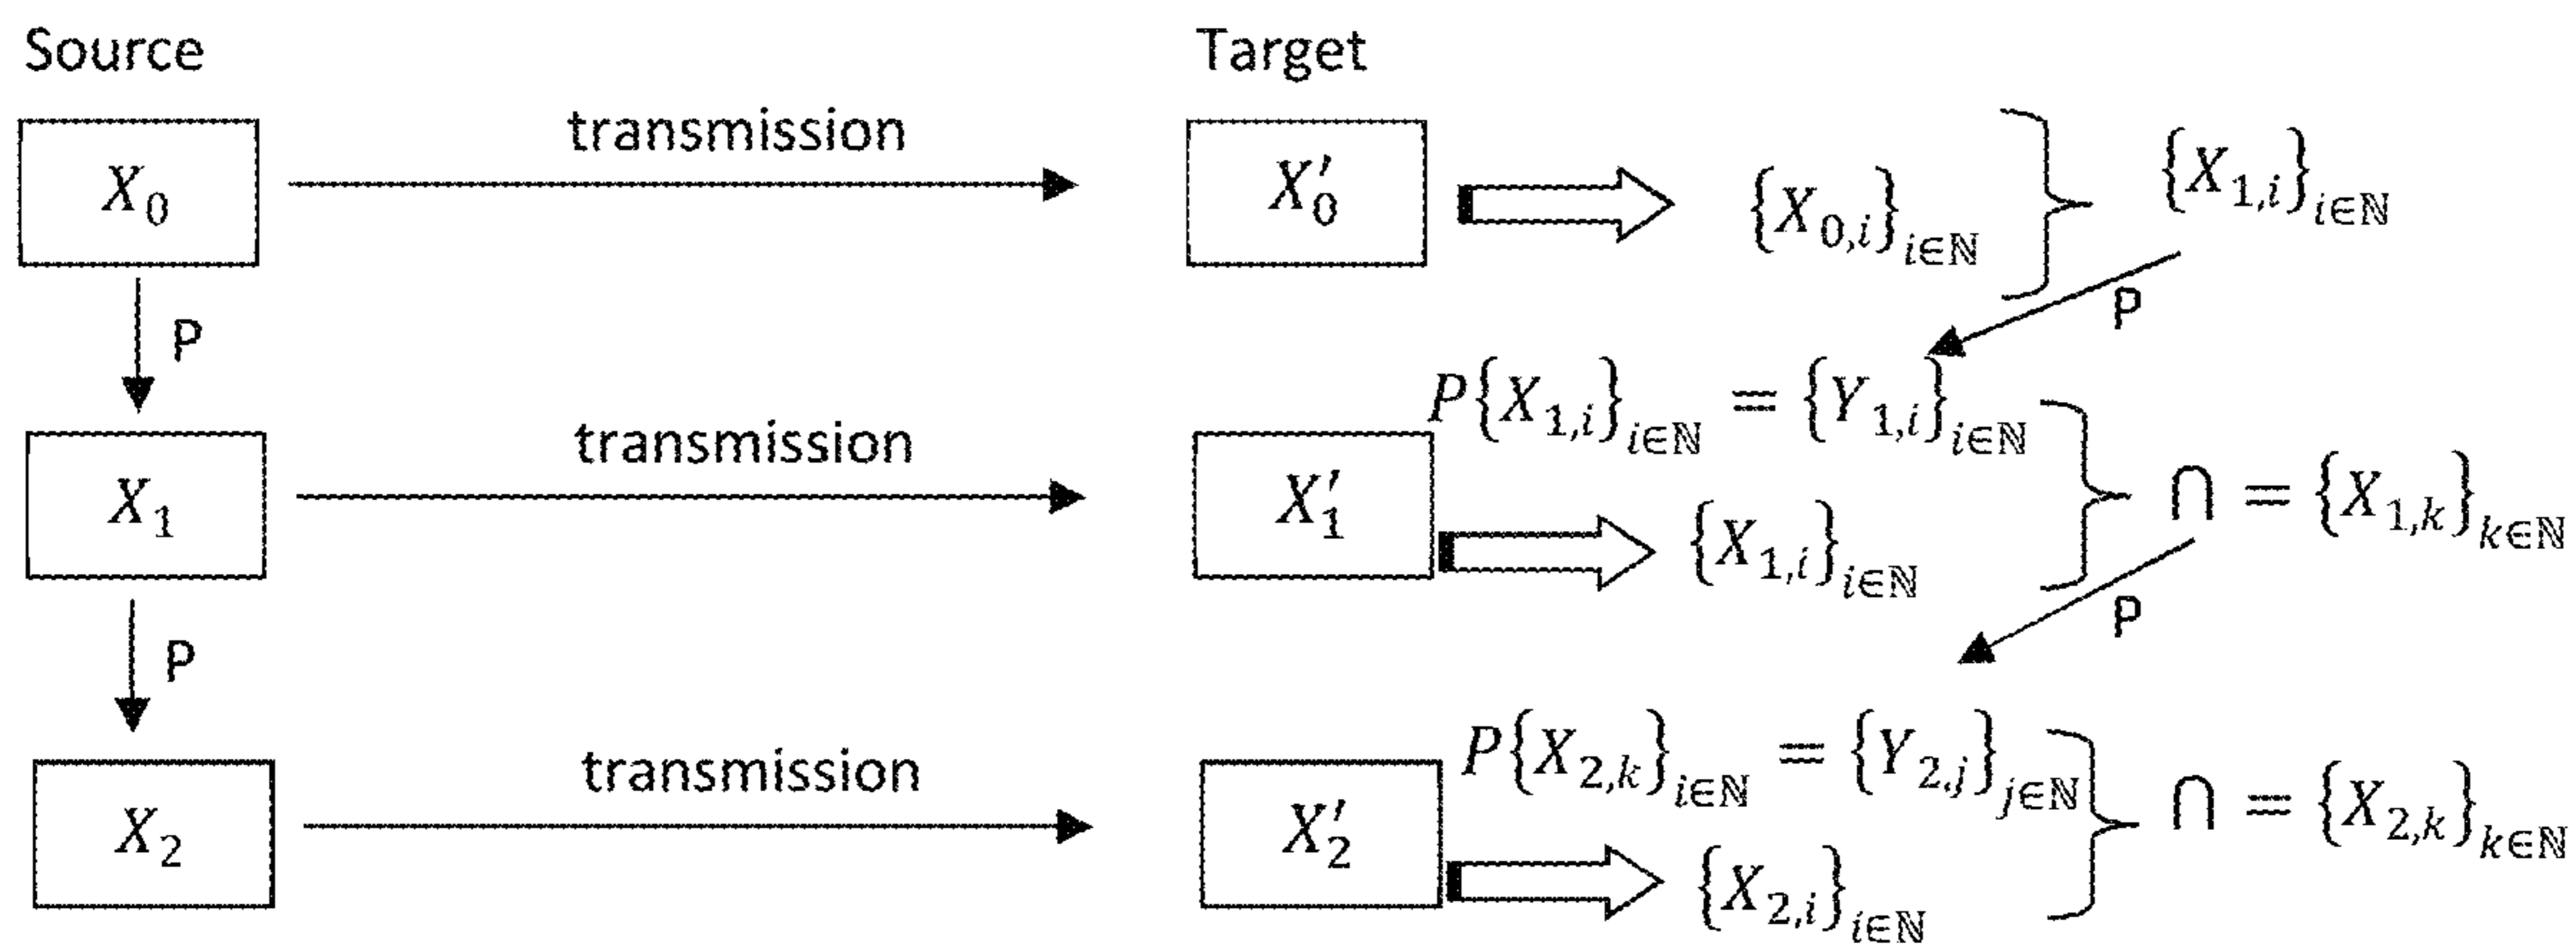 Source Target
transmission
X₀ X′₀ {X₀,ᵢ}ᵢ∈ℕ } {X₁,ᵢ}ᵢ∈ℕ
P P
P{X₁,ᵢ}ᵢ∈ℕ = {Y₁,ᵢ}ᵢ∈ℕ
transmission
X₁ X′₁ {X₁,ᵢ}ᵢ∈ℕ } ∩ = {X₁,ₖ}ₖ∈ℕ
P P
P{X₂,ₖ}ᵢ∈ℕ = {Y₂,ⱼ}ⱼ∈ℕ
transmission
X₂ X′₂ {X₂,ᵢ}ᵢ∈ℕ } ∩ = {X₂,ₖ}ₖ∈ℕ